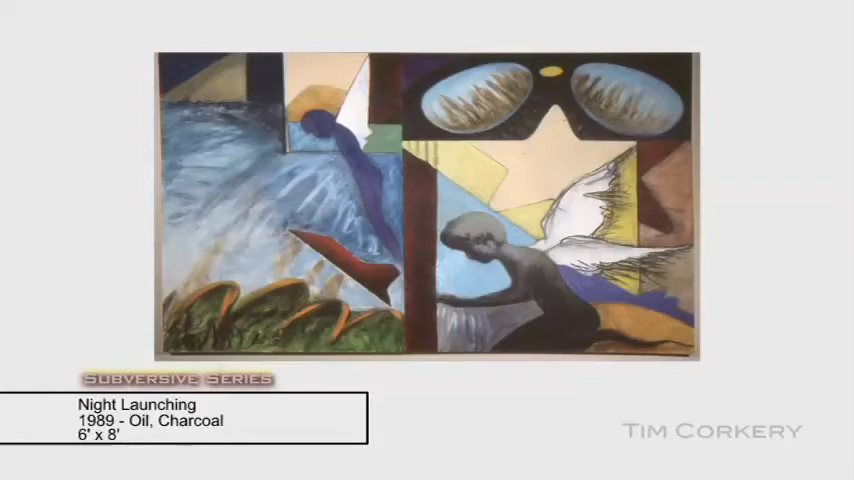 Subversive Series
Night Launching
1989 - Oil, Charcoal
6' x 8'
Tim Corkery